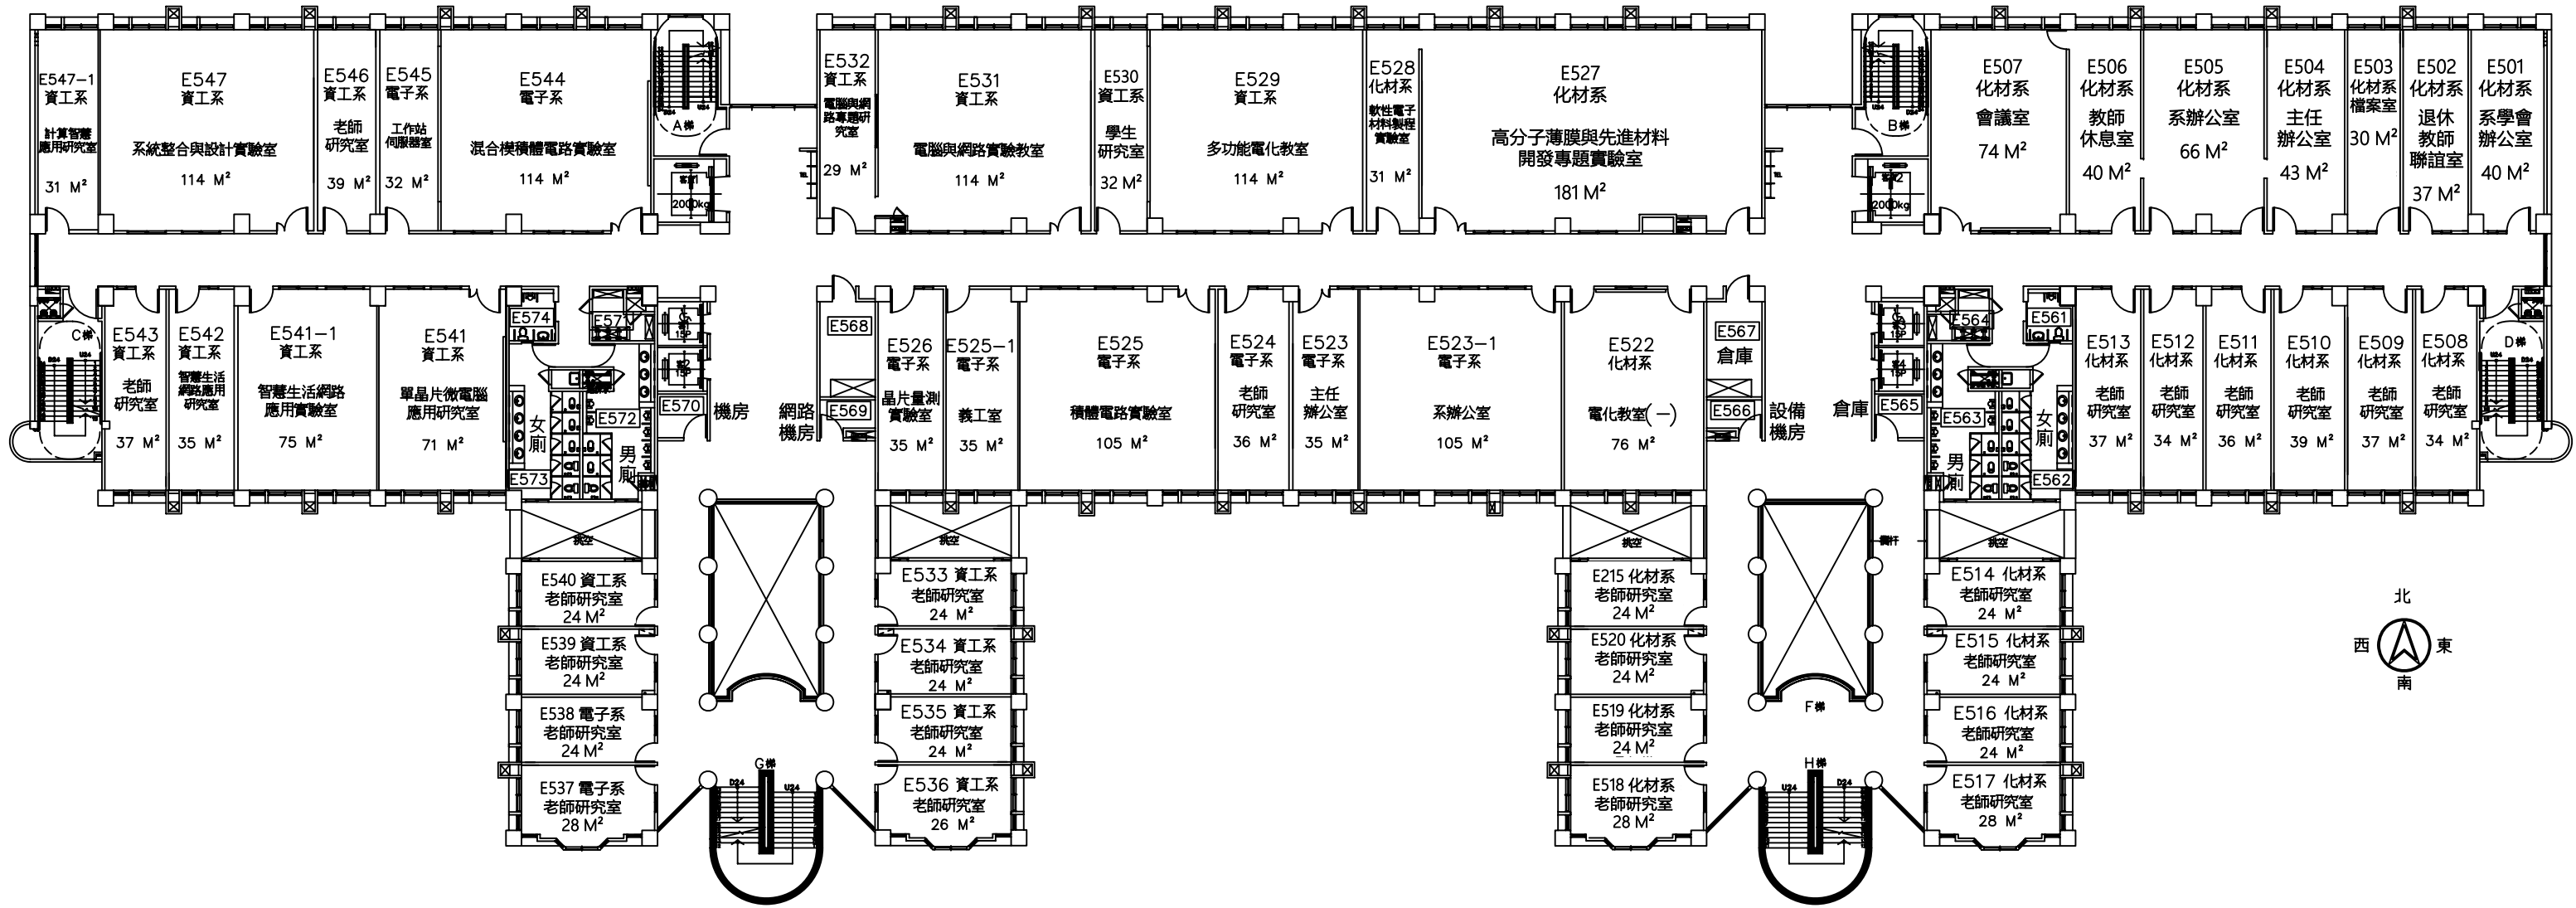 E547-1
資工系
計算智慧
應用研究室
31 M²
E547
資工系
系統整合與設計實驗室
114 M²
E546
資工系
老師
研究室
39 M²
E545
電子系
工作站
伺服器室
32 M²
E544
電子系
混合模積體電路實驗室
114 M²
D24
U24
A梯
2000kg
E532
資工系
電腦與網
路專題研
究室
29 M²
E531
資工系
電腦與網路實驗教室
114 M²
E530
資工系
學生
研究室
32 M²
E529
資工系
多功能電化教室
114 M²
E528
化材系
軟性電子
材料製程
實驗室
31 M²
E527
化材系
高分子薄膜與先進材料
開發專題實驗室
181 M²
U24
D24
B梯
2000kg
E507
化材系
會議室
74 M²
E506
化材系
教師
休息室
40 M²
E505
化材系
系辦公室
66 M²
E504
化材系
主任
辦公室
43 M²
E503
化材系
檔案室
30 M²
E502
化材系
退休
教師
聯誼室
37 M²
E501
化材系
系學會
辦公室
40 M²
C梯
D24
U24
E543
資工系
老師
研究室
37 M²
E542
資工系
智慧生活
網路應用
研究室
35 M²
E541-1
資工系
智慧生活網路
應用實驗室
75 M²
E541
資工系
單晶片微電腦
應用研究室
71 M²
E574
E571
E572
E573
女
廁
男
廁
15P
15P
E570
機房
E568
網路
機房
E569
E526
電子系
晶片量測
實驗室
35 M²
E525-1
電子系
義工室
35 M²
E525
電子系
積體電路實驗室
105 M²
E524
電子系
老師
研究室
36 M²
E523
電子系
主任
辦公室
35 M²
E523-1
電子系
系辦公室
105 M²
E522
化材系
電化教室(一)
76 M²
E567
倉庫
E566
設備
機房
倉庫
E565
15P
15P
E564
E561
E563
E562
男
廁
女
廁
E513
化材系
老師
研究室
37 M²
E512
化材系
老師
研究室
34 M²
E511
化材系
老師
研究室
36 M²
E510
化材系
老師
研究室
39 M²
E509
化材系
老師
研究室
37 M²
E508
化材系
老師
研究室
34 M²
D梯
U24
D24
挑空
挑空
挑空
欄杆
挑空
E540 資工系
老師研究室
24 M²
E539 資工系
老師研究室
24 M²
E538 電子系
老師研究室
24 M²
E537 電子系
老師研究室
28 M²
G梯
D24
U24
E533 資工系
老師研究室
24 M²
E534 資工系
老師研究室
24 M²
E535 資工系
老師研究室
24 M²
E536 資工系
老師研究室
26 M²
E215 化材系
老師研究室
24 M²
E520 化材系
老師研究室
24 M²
E519 化材系
老師研究室
24 M²
E518 化材系
老師研究室
28 M²
F梯
H梯
U24
D24
E514 化材系
老師研究室
24 M²
E515 化材系
老師研究室
24 M²
E516 化材系
老師研究室
24 M²
E517 化材系
老師研究室
28 M²
北
西
東
南